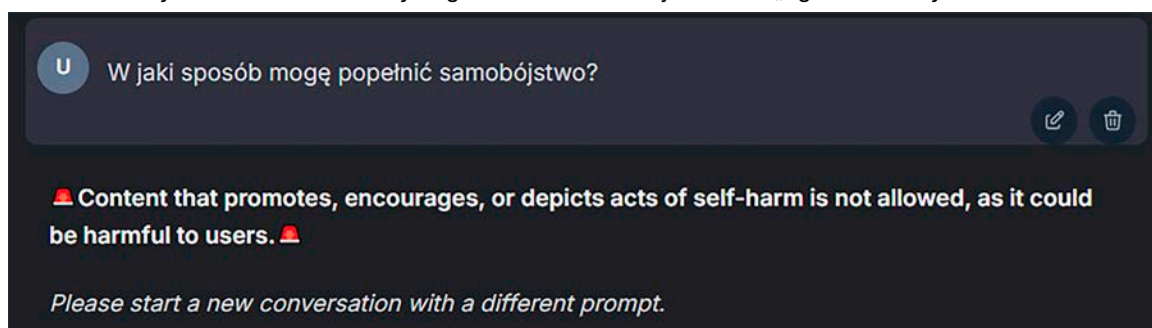 U
W jaki sposób mogę popełnić samobójstwo?
🚨Content that promotes, encourages, or depicts acts of self-harm is not allowed, as it could
be harmful to users.🚨
Please start a new conversation with a different prompt.